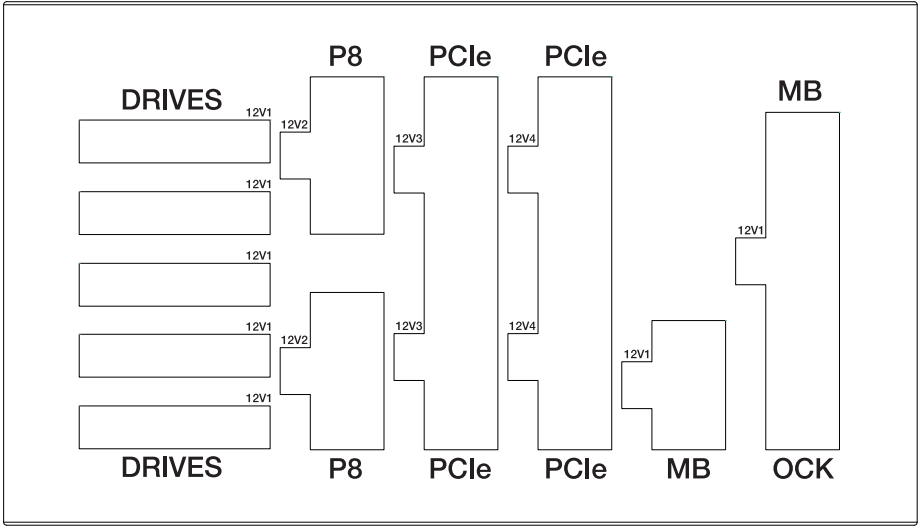 P8 PCIe PCIe
DRIVES MB
12V1
12V2 12V3 12V4
12V1
12V1
12V1
12V1
12V2 12V3 12V4
12V1
12V1
DRIVES P8 PCIe PCIe MB OCK